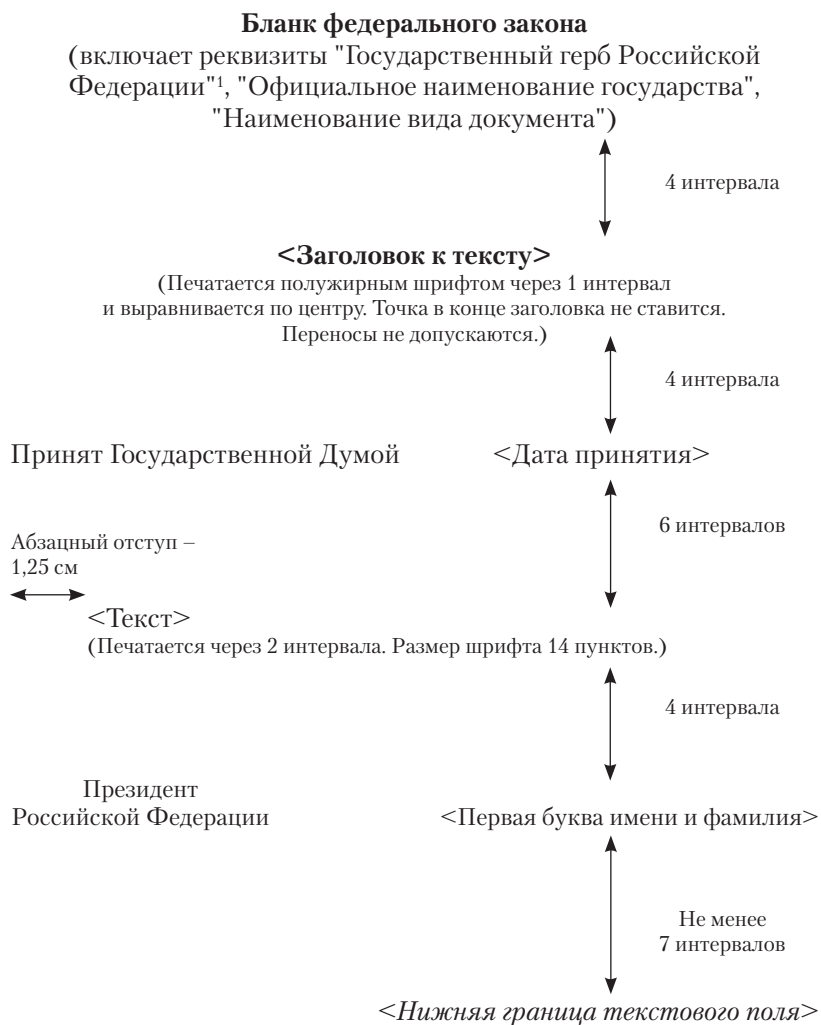 Бланк федерального закона
(включает реквизиты "Государственный герб Российской
Федерации"¹, "Официальное наименование государства",
"Наименование вида документа")
4 интервала
<Заголовок к тексту>
(Печатается полужирным шрифтом через 1 интервал
и выравнивается по центру. Точка в конце заголовка не ставится.
Переносы не допускаются.)
4 интервала
Принят Государственной Думой <Дата принятия>
6 интервалов
Абзацный отступ –
1,25 см
<Текст>
(Печатается через 2 интервала. Размер шрифта 14 пунктов.)
4 интервала
Президент
Российской Федерации <Первая буква имени и фамилия>
Не менее
7 интервалов
<Нижняя граница текстового поля>